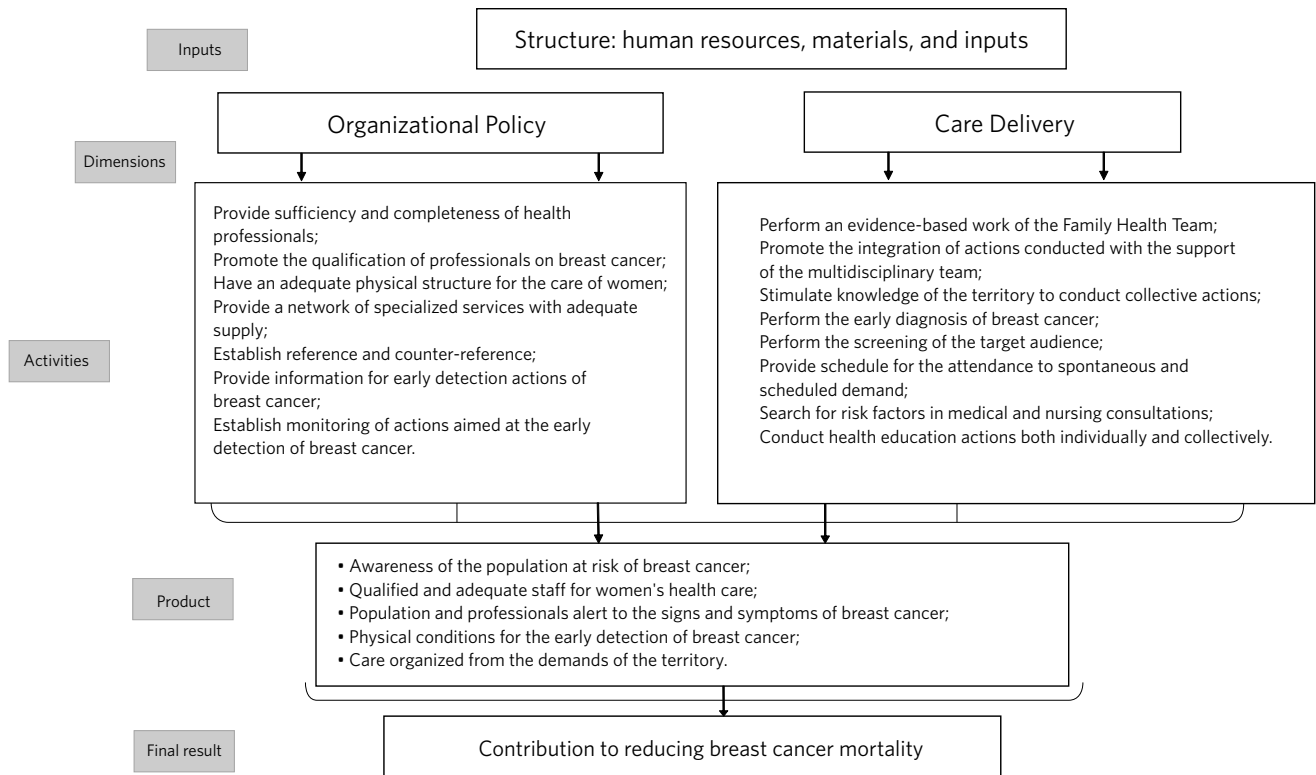 Inputs
Structure: human resources, materials, and inputs
Organizational Policy
Care Delivery
Dimensions
Activities
Provide sufficiency and completeness of health
professionals;
Promote the qualification of professionals on breast cancer;
Have an adequate physical structure for the care of women;
Provide a network of specialized services with adequate
supply;
Establish reference and counter-reference;
Provide information for early detection actions of
breast cancer;
Establish monitoring of actions aimed at the early
detection of breast cancer.
Perform an evidence-based work of the Family Health Team;
Promote the integration of actions conducted with the support
of the multidisciplinary team;
Stimulate knowledge of the territory to conduct collective actions;
Perform the early diagnosis of breast cancer;
Perform the screening of the target audience;
Provide schedule for the attendance to spontaneous and
scheduled demand;
Search for risk factors in medical and nursing consultations;
Conduct health education actions both individually and collectively.
Product
• Awareness of the population at risk of breast cancer;
• Qualified and adequate staff for women's health care;
• Population and professionals alert to the signs and symptoms of breast cancer;
• Physical conditions for the early detection of breast cancer;
• Care organized from the demands of the territory.
Final result
Contribution to reducing breast cancer mortality